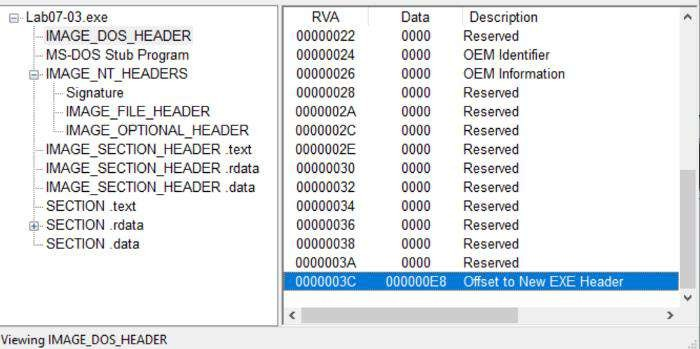 Lab07-03.exe
IMAGE_DOS_HEADER
MS-DOS Stub Program
IMAGE_NT_HEADERS
Signature
IMAGE_FILE_HEADER
IMAGE_OPTIONAL_HEADER
IMAGE_SECTION_HEADER .text
IMAGE_SECTION_HEADER .rdata
IMAGE_SECTION_HEADER .data
SECTION .text
SECTION .rdata
SECTION .data
RVA Data Description
00000022 0000 Reserved
00000024 0000 OEM Identifier
00000026 0000 OEM Information
00000028 0000 Reserved
0000002A 0000 Reserved
0000002C 0000 Reserved
0000002E 0000 Reserved
00000030 0000 Reserved
00000032 0000 Reserved
00000034 0000 Reserved
00000036 0000 Reserved
00000038 0000 Reserved
0000003A 0000 Reserved
0000003C 000000E8 Offset to New EXE Header
Viewing IMAGE_DOS_HEADER